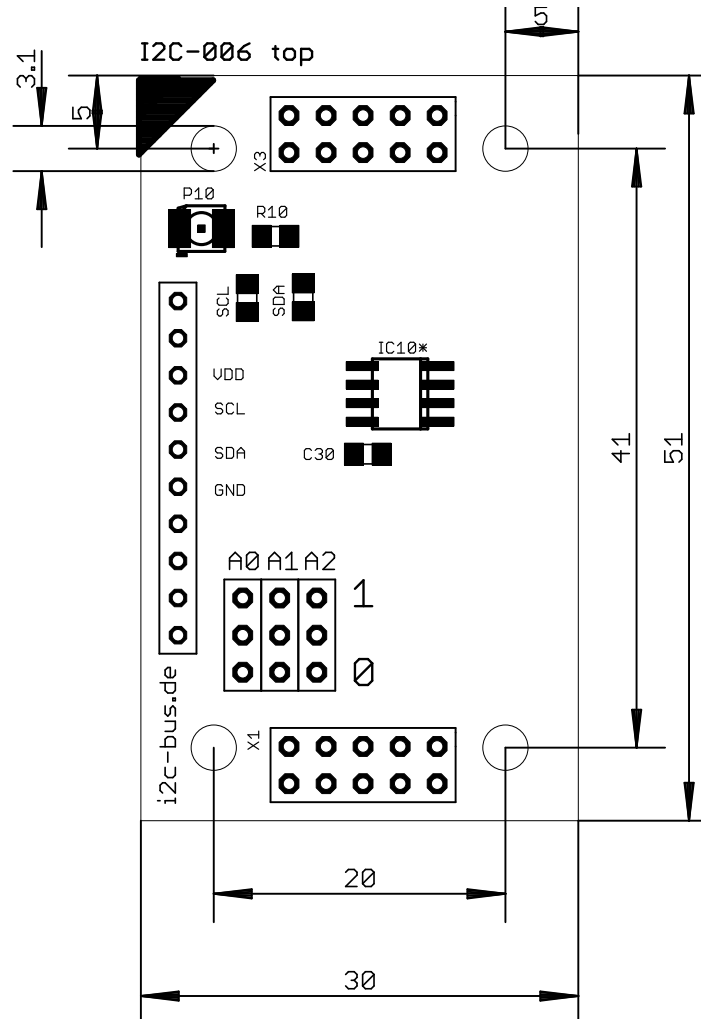 5
I2C-006 top
3.1
5
X3
P10
R10
SCL
SDA
IC10*
VDD
SCL
SDA
C30
GND
41
51
A0 A1 A2
1
0
i2c-bus.de
X1
20
30